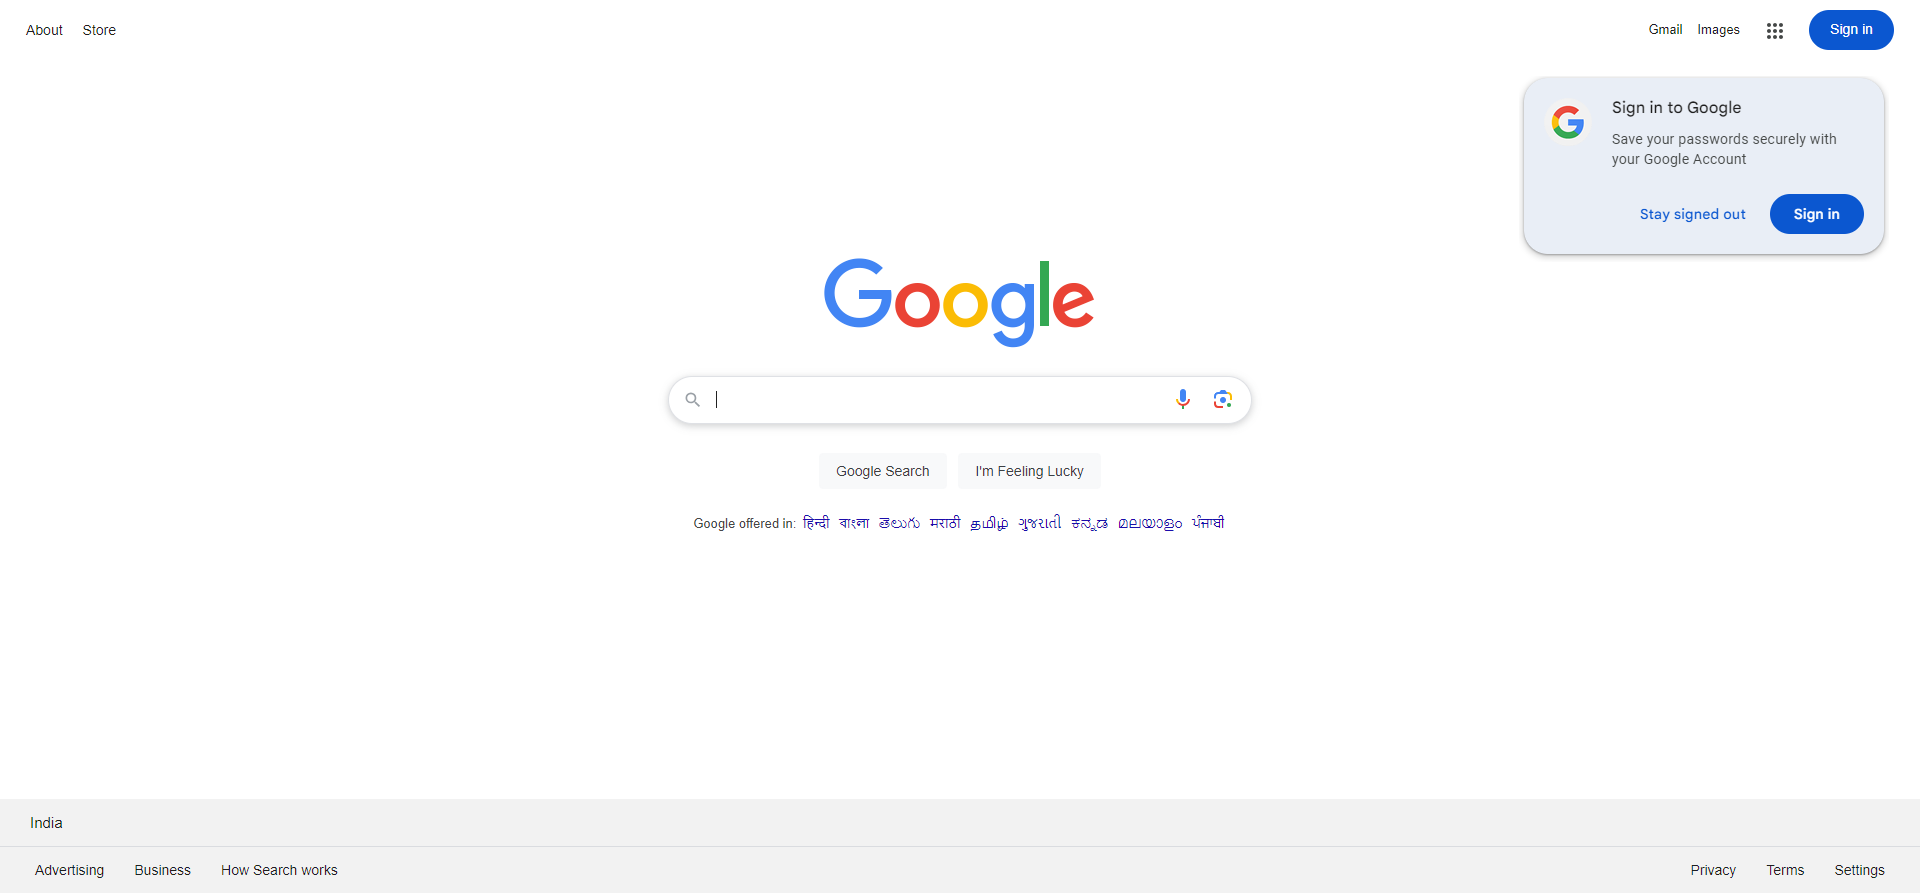 About Store
Gmail Images Sign in
Sign in to Google
Save your passwords securely with
your Google Account
Stay signed out Sign in
Google
Google Search I'm Feeling Lucky
Google offered in: हिन्दी বাংলা తెలుగు मराठी தமிழ் ગુજરાતી ಕನ್ನಡ മലയാളം ਪੰਜਾਬੀ
India
Advertising Business How Search works
Privacy Terms Settings